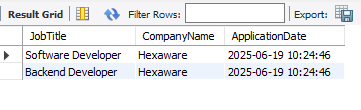 Result Grid Filter Rows: Export:
JobTitle CompanyName ApplicationDate
Software Developer Hexaware 2025-06-19 10:24:46
Backend Developer Hexaware 2025-06-19 10:24:46